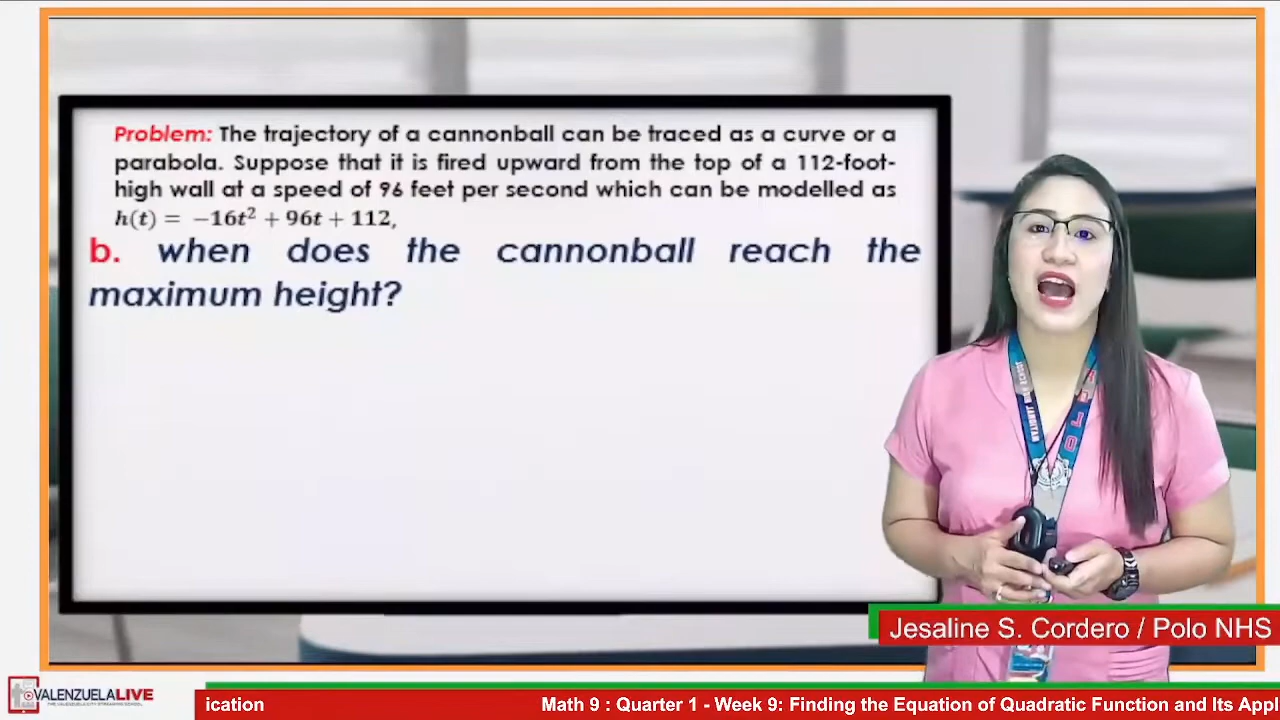 Problem: The trajectory of a cannonball can be traced as a curve or a
parabola. Suppose that it is fired upward from the top of a 112-foot-
high wall at a speed of 96 feet per second which can be modelled as
h(t) = −16t² + 96t + 112,
b. when does the cannonball reach the
maximum height?
Jesaline S. Cordero / Polo NHS
VALENZUELALIVE
ication
Math 9 : Quarter 1 - Week 9: Finding the Equation of Quadratic Function and Its Appl